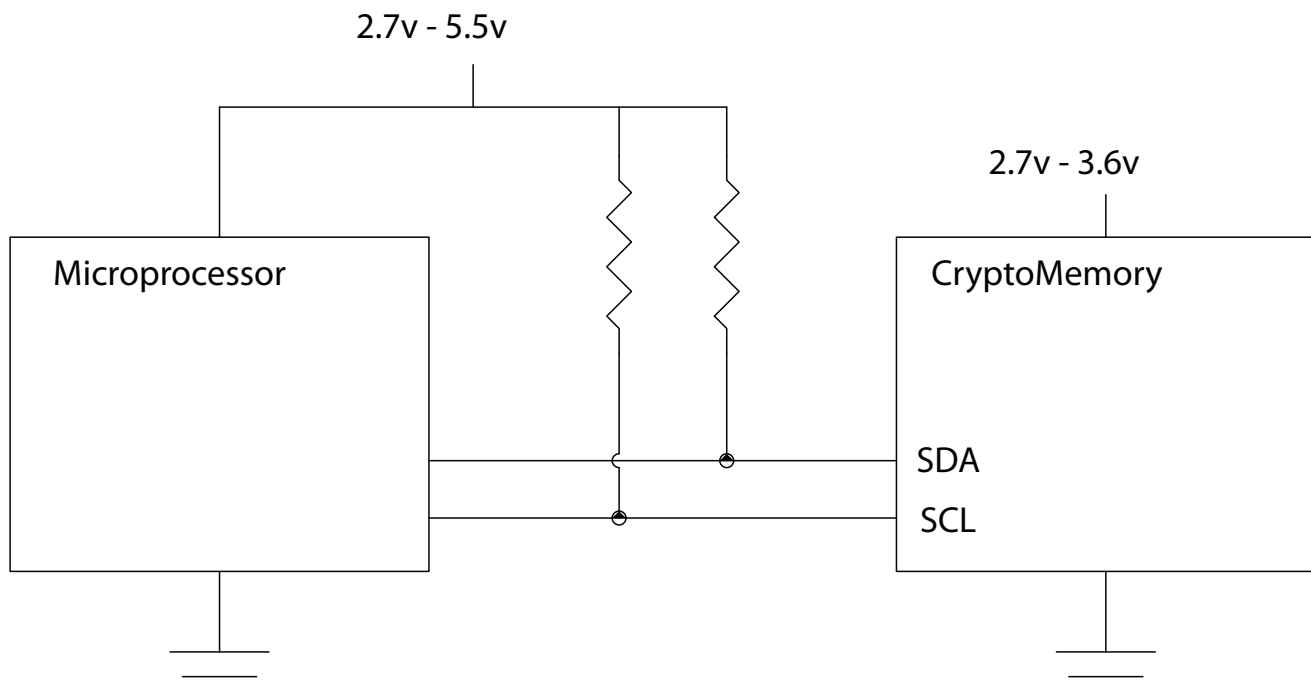 2.7v - 5.5v
2.7v - 3.6v
Microprocessor
CryptoMemory
SDA
SCL